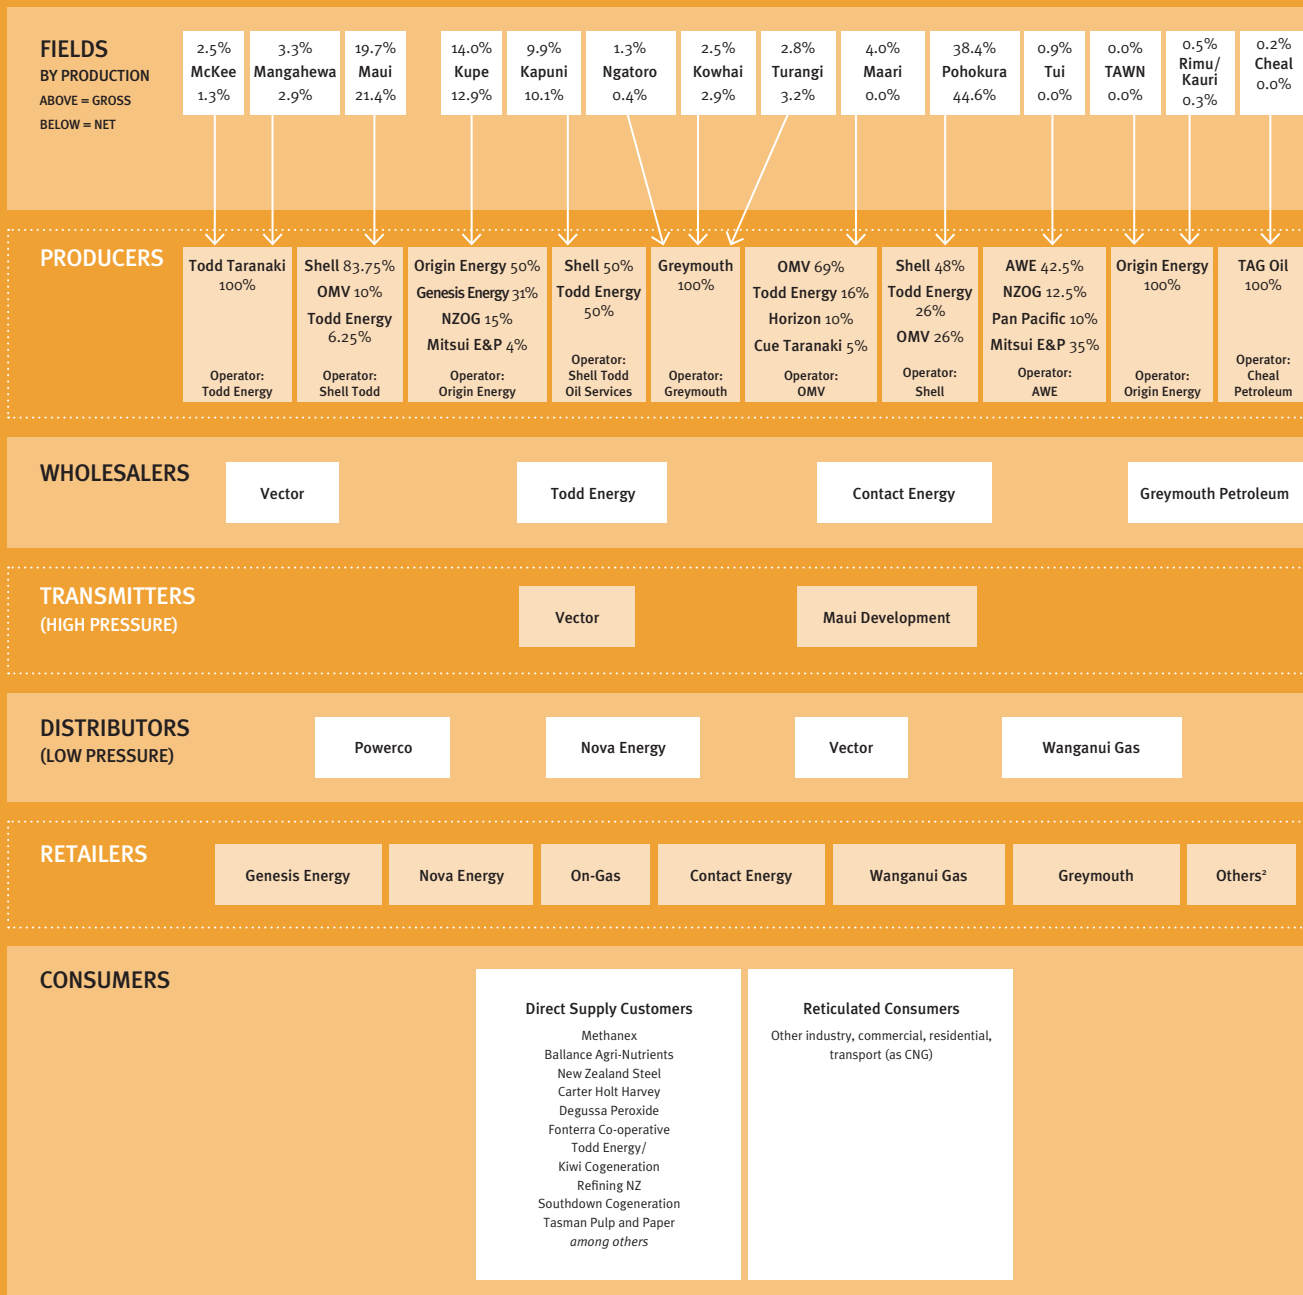 FIELDS
BY PRODUCTION
ABOVE = GROSS
BELOW = NET
2.5%
McKee
1.3%
3.3%
Mangahewa
2.9%
19.7%
Maui
21.4%
14.0%
Kupe
12.9%
9.9%
Kapuni
10.1%
1.3%
Ngatoro
0.4%
2.5%
Kowhai
2.9%
2.8%
Turangi
3.2%
4.0%
Maari
0.0%
38.4%
Pohokura
44.6%
0.9%
Tui
0.0%
0.0%
TAWN
0.0%
0.5%
Rimu/
Kauri
0.3%
0.2%
Cheal
0.0%
PRODUCERS
Todd Taranaki
100%
Operator:
Todd Energy
Shell 83.75%
OMV 10%
Todd Energy
6.25%
Operator:
Shell Todd
Origin Energy 50%
Genesis Energy 31%
NZOG 15%
Mitsui E&P 4%
Operator:
Origin Energy
Shell 50%
Todd Energy
50%
Operator:
Shell Todd
Oil Services
Greymouth
100%
Operator:
Greymouth
OMV 69%
Todd Energy 16%
Horizon 10%
Cue Taranaki 5%
Operator:
OMV
Shell 48%
Todd Energy
26%
OMV 26%
Operator:
Shell
AWE 42.5%
NZOG 12.5%
Pan Pacific 10%
Mitsui E&P 35%
Operator:
AWE
Origin Energy
100%
Operator:
Origin Energy
TAG Oil
100%
Operator:
Cheal
Petroleum
WHOLESALERS
Vector
Todd Energy
Contact Energy
Greymouth Petroleum
TRANSMITTERS
(HIGH PRESSURE)
Vector
Maui Development
DISTRIBUTORS
(LOW PRESSURE)
Powerco
Nova Energy
Vector
Wanganui Gas
RETAILERS
Genesis Energy
Nova Energy
On-Gas
Contact Energy
Wanganui Gas
Greymouth
Others²
CONSUMERS
Direct Supply Customers
Methanex
Ballance Agri-Nutrients
New Zealand Steel
Carter Holt Harvey
Degussa Peroxide
Fonterra Co-operative
Todd Energy/
Kiwi Cogeneration
Refining NZ
Southdown Cogeneration
Tasman Pulp and Paper
among others
Reticulated Consumers
Other industry, commercial, residential,
transport (as CNG)